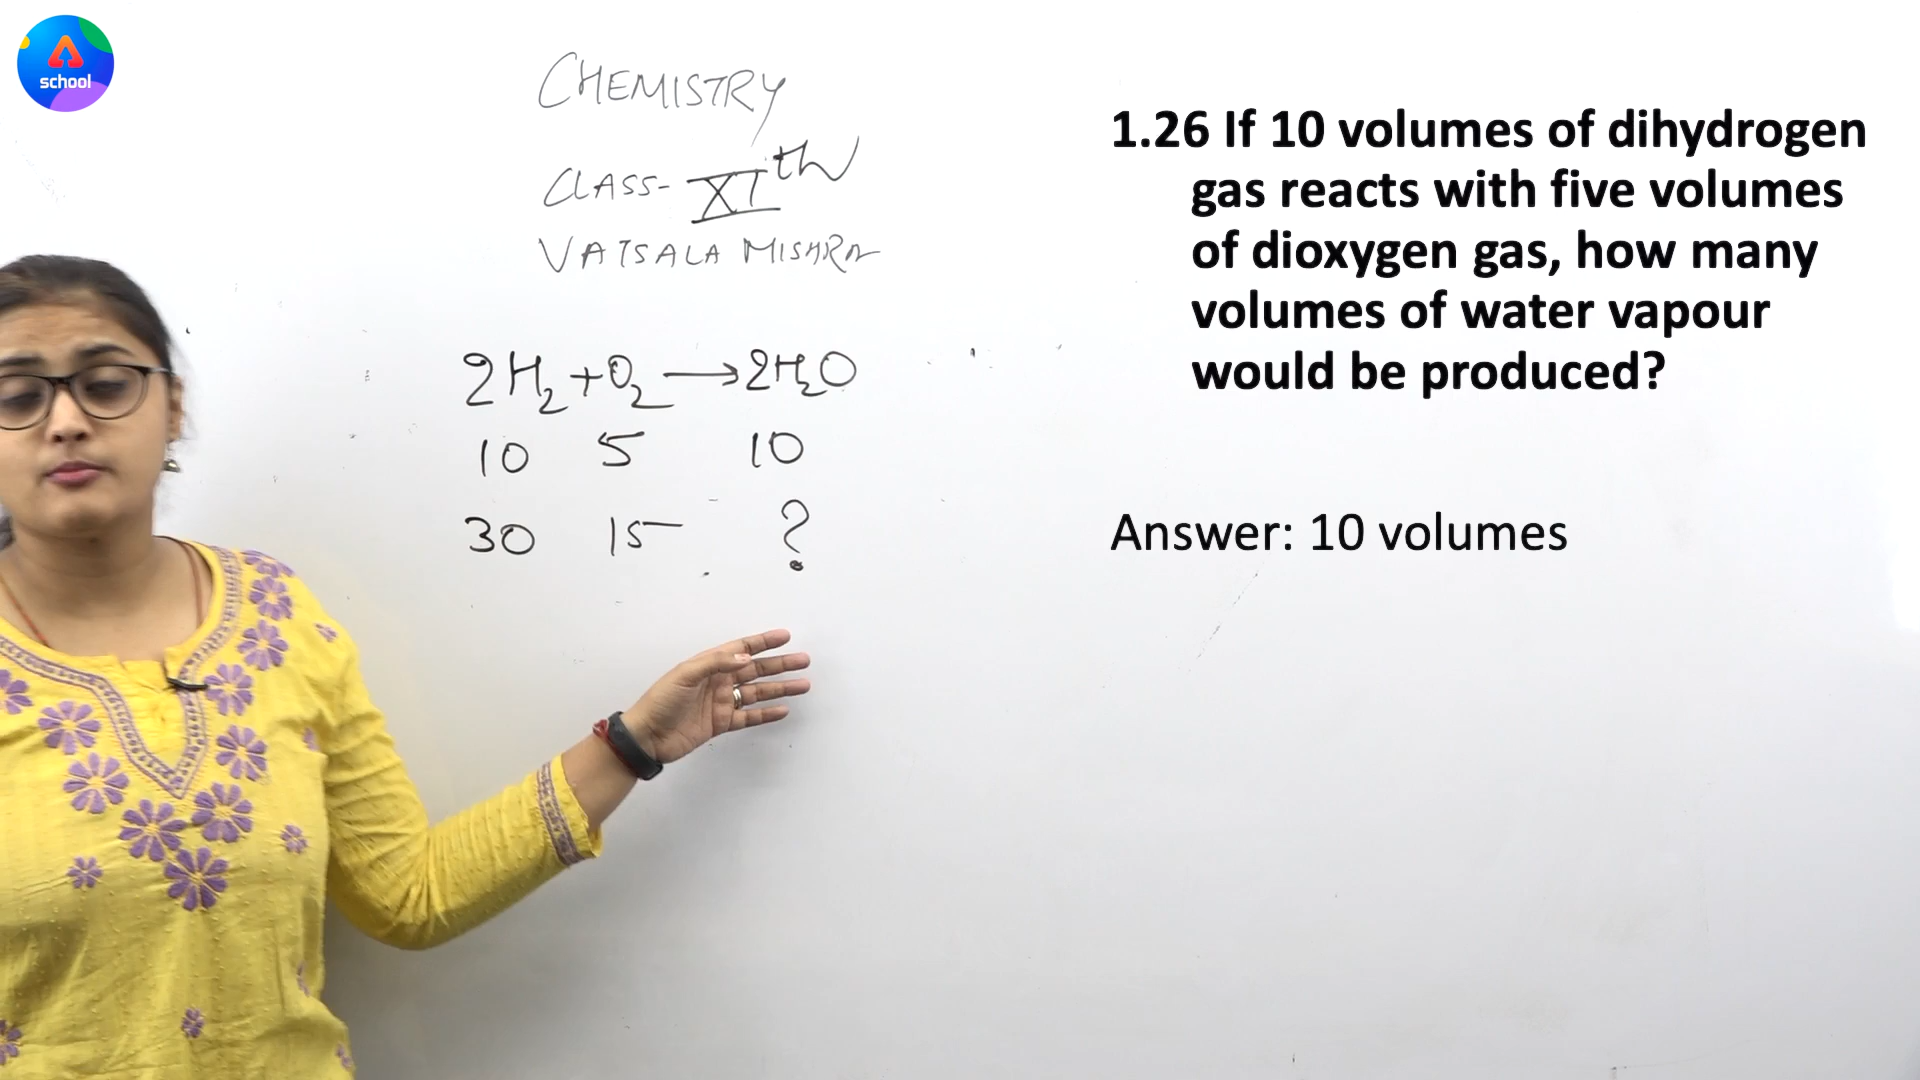 school
CHEMISTRY
CLASS- XIth
VATSALA MISHRA
2H₂ + O₂ → 2H₂O
10 5 10
30 15 ?
1.26 If 10 volumes of dihydrogen
gas reacts with five volumes
of dioxygen gas, how many
volumes of water vapour
would be produced?
Answer: 10 volumes